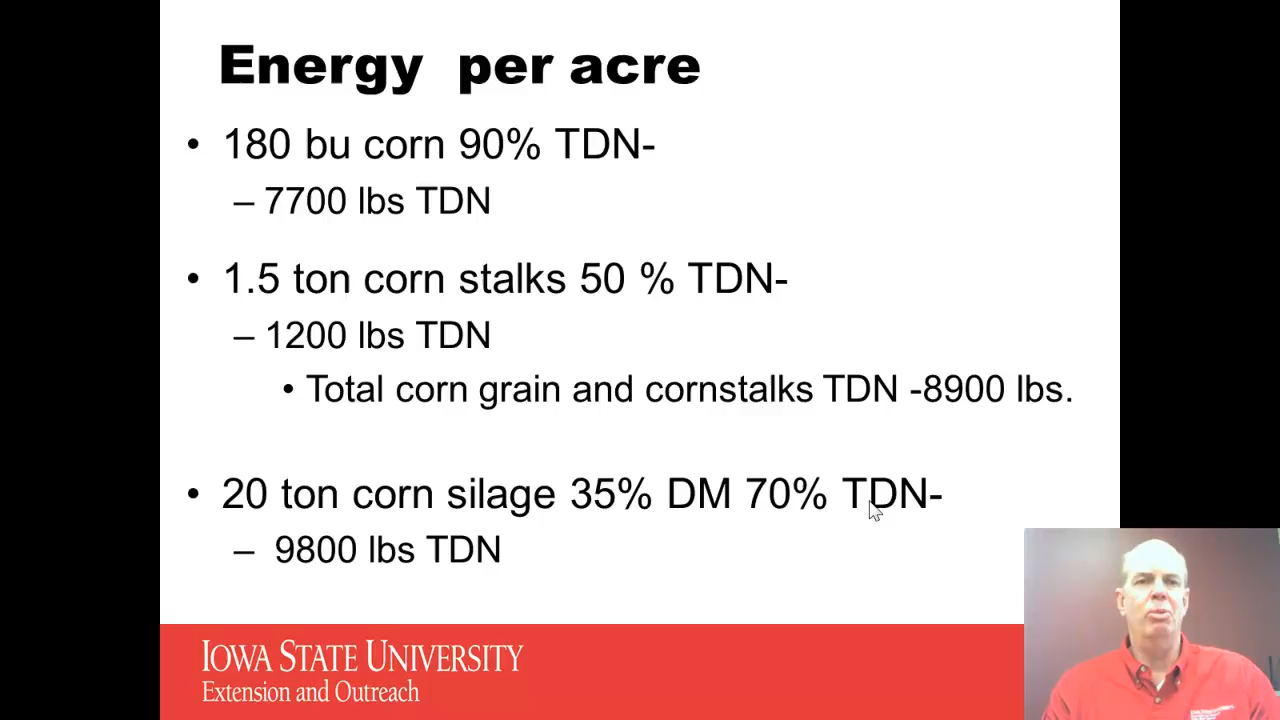 Energy per acre
• 180 bu corn 90% TDN-
– 7700 lbs TDN
• 1.5 ton corn stalks 50 % TDN-
– 1200 lbs TDN
• Total corn grain and cornstalks TDN -8900 lbs.
• 20 ton corn silage 35% DM 70% TDN-
– 9800 lbs TDN
IOWA STATE UNIVERSITY
Extension and Outreach